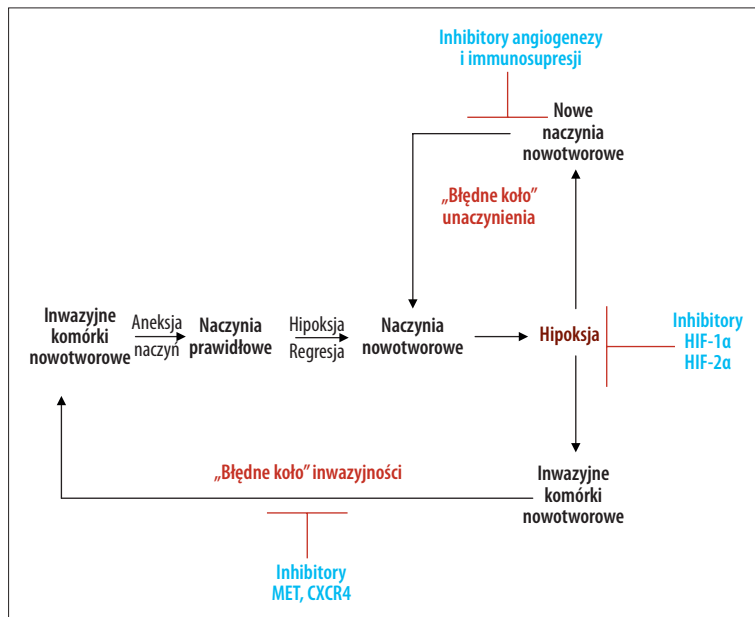 Inhibitory angiogenezy
i immunosupresji
Nowe
naczynia
nowotworowe
„Błędne koło”
unaczynienia
Inwazyjne
komórki
nowotworowe
Aneksja
naczyń
Naczynia
prawidłowe
Hipoksja
Regresja
Naczynia
nowotworowe
Hipoksja
Inhibitory
HIF-1α
HIF-2α
„Błędne koło” inwazyjności
Inwazyjne
komórki
nowotworowe
Inhibitory
MET, CXCR4